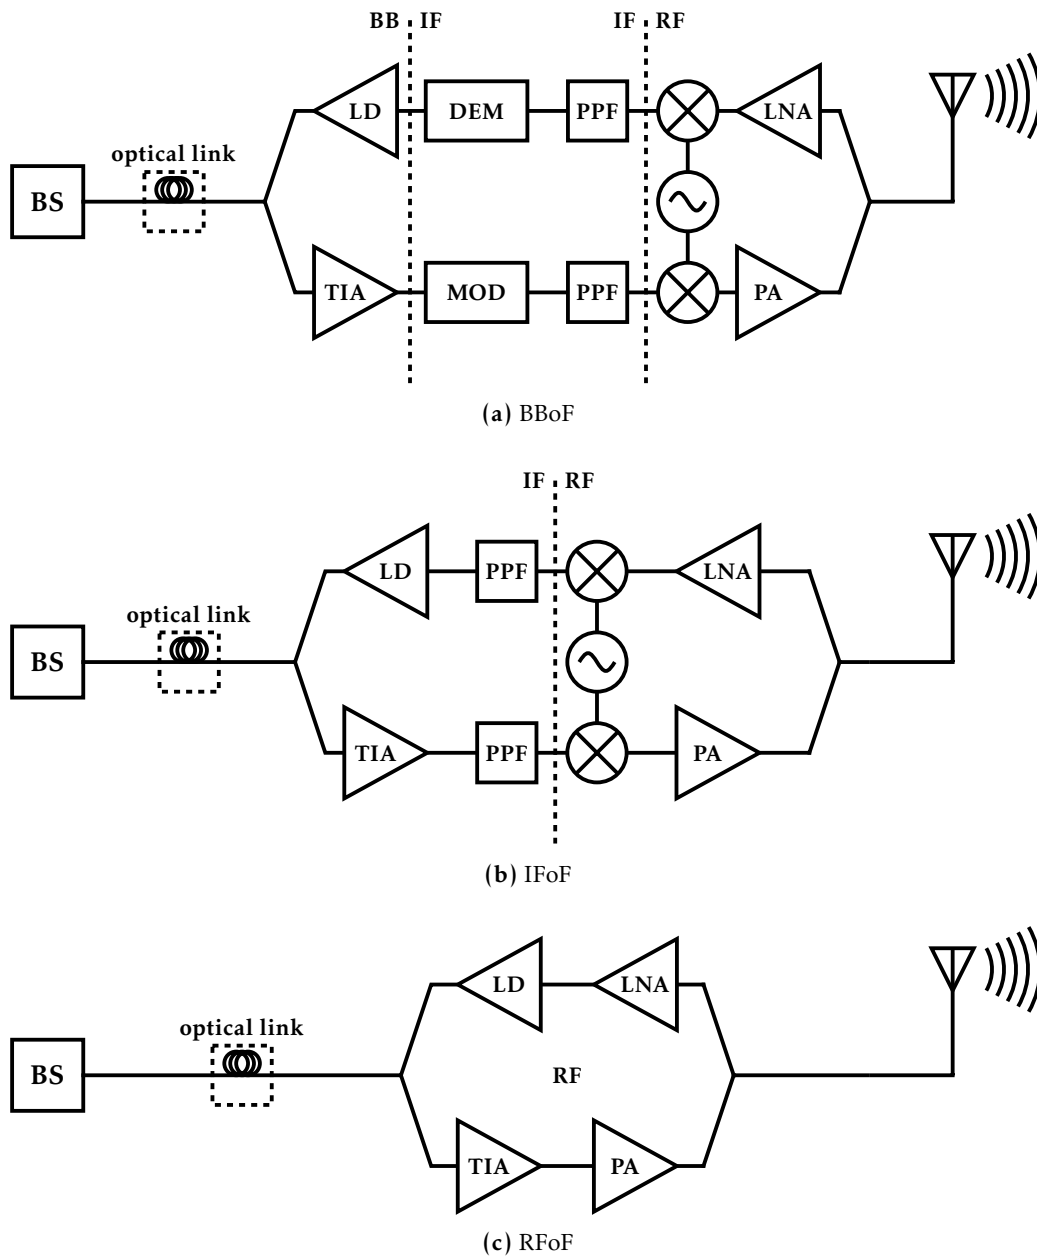 BB IF IF RF
LD DEM PPF LNA
optical link
BS
TIA MOD PPF PA
(a) BBoF
IF RF
LD PPF LNA
optical link
BS
TIA PPF PA
(b) IFoF
LD LNA
optical link
BS RF
TIA PA
(c) RFoF